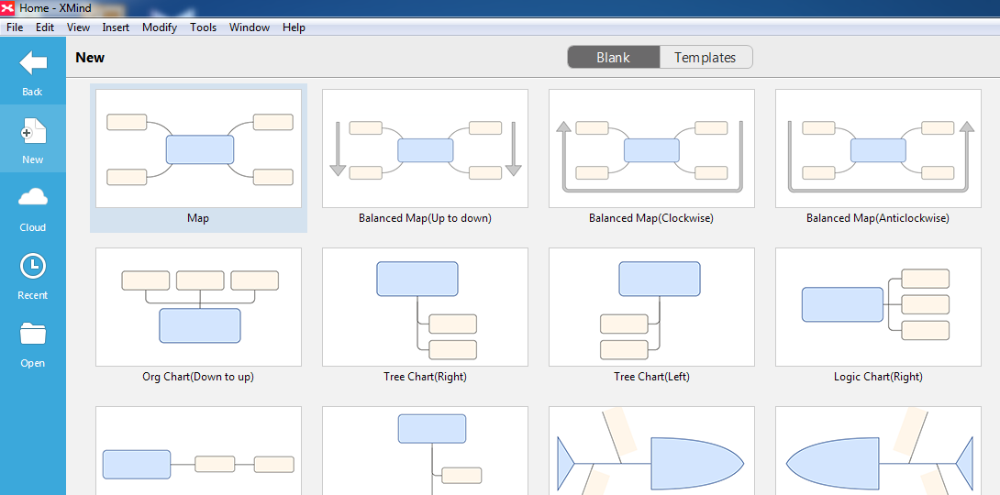 Home - XMind
File Edit View Insert Modify Tools Window Help
New
Blank Templates
Back
New
Cloud
Recent
Open
Map
Balanced Map(Up to down)
Balanced Map(Clockwise)
Balanced Map(Anticlockwise)
Org Chart(Down to up)
Tree Chart(Right)
Tree Chart(Left)
Logic Chart(Right)